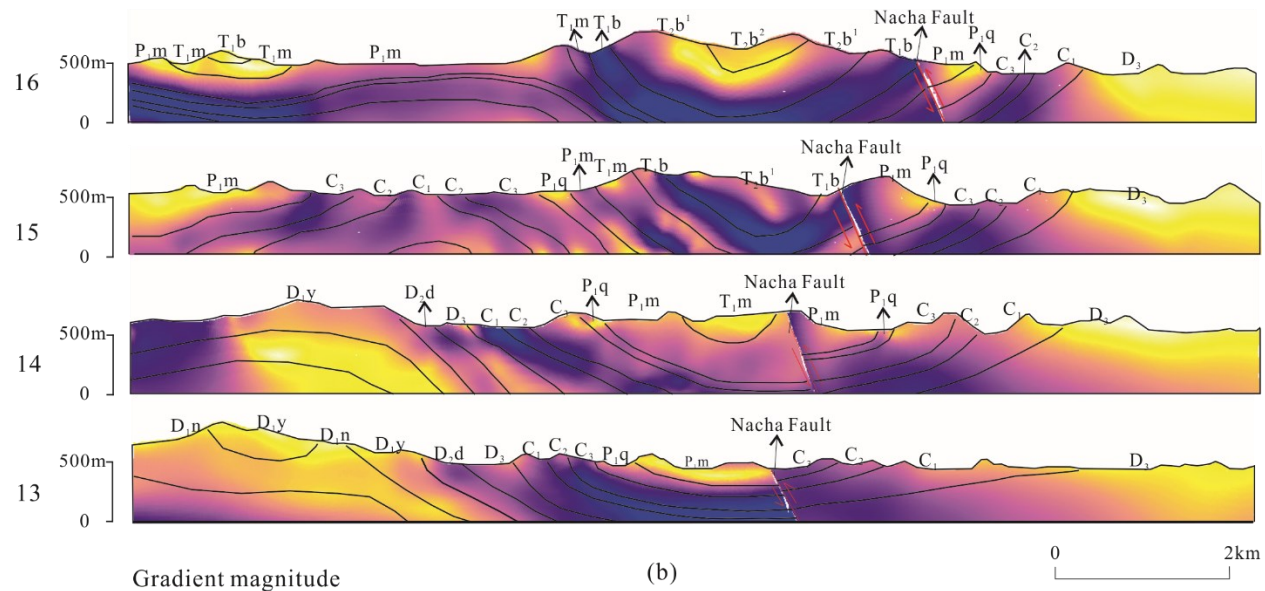 T₁m T₁b T₂b¹ T₂b² T₂b¹ Nacha Fault
P₁m T₁m T₁b T₁m P₁m T₁b P₁m P₁q C₂ C₃ C₁ D₃
16 500m
0
P₁m C₃ C₂ C₁ C₂ C₃ P₁q P₁m T₁m T₁b T₂b¹ T₁b Nacha Fault P₁m P₁q C₃ C₂ C₁ D₃
15 500m
0
D₁y D₂d D₃ C₁ C₂ C₃ P₁q P₁m T₁m Nacha Fault P₁m P₁q C₃ C₂ C₁ D₃
14 500m
0
D₁n D₁y D₁n D₁y D₂d D₃ C₁ C₂ C₃ P₁q P₁m Nacha Fault C₃ C₂ C₁ D₃
13 500m
0
0 2km
Gradient magnitude (b)